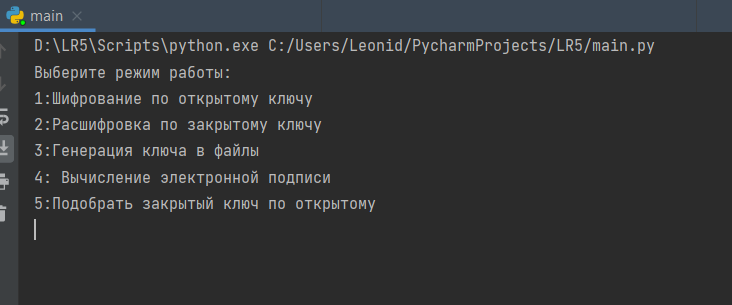 main
D:\LR5\Scripts\python.exe C:/Users/Leonid/PycharmProjects/LR5/main.py
Выберите режим работы:
1:Шифрование по открытому ключу
2:Расшифровка по закрытому ключу
3:Генерация ключа в файлы
4: Вычисление электронной подписи
5:Подобрать закрытый ключ по открытому